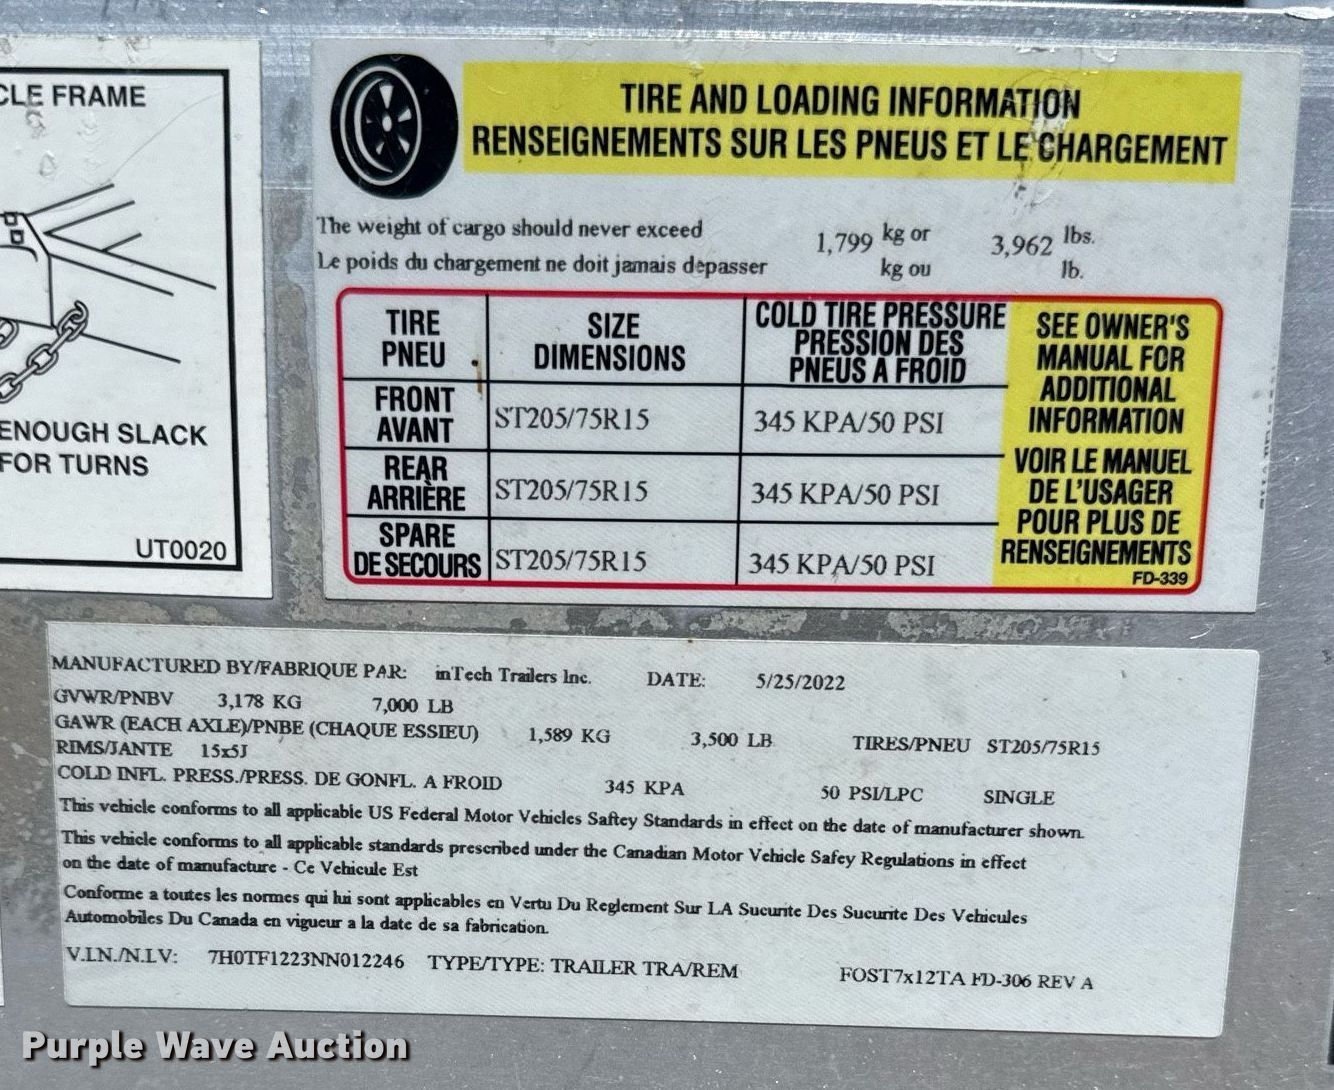 CLE FRAME
ENOUGH SLACK
FOR TURNS
UT0020
TIRE AND LOADING INFORMATION
RENSEIGNEMENTS SUR LES PNEUS ET LE CHARGEMENT
The weight of cargo should never exceed 1,799 kg or 3,962 lbs.
Le poids du chargement ne doit jamais depasser kg ou lb.
TIRE
PNEU
SIZE
DIMENSIONS
COLD TIRE PRESSURE
PRESSION DES
PNEUS A FROID
FRONT
AVANT
ST205/75R15
345 KPA/50 PSI
REAR
ARRIÈRE
ST205/75R15
345 KPA/50 PSI
SPARE
DE SECOURS
ST205/75R15
345 KPA/50 PSI
SEE OWNER'S
MANUAL FOR
ADDITIONAL
INFORMATION
VOIR LE MANUEL
DE L'USAGER
POUR PLUS DE
RENSEIGNEMENTS
FD-339
MANUFACTURED BY/FABRIQUE PAR: inTech Trailers Inc. DATE: 5/25/2022
GVWR/PNBV 3,178 KG 7,000 LB
GAWR (EACH AXLE)/PNBE (CHAQUE ESSIEU) 1,589 KG 3,500 LB TIRES/PNEU ST205/75R15
RIMS/JANTE 15x5J
COLD INFL. PRESS./PRESS. DE GONFL. A FROID 345 KPA 50 PSI/LPC SINGLE
This vehicle conforms to all applicable US Federal Motor Vehicles Saftey Standards in effect on the date of manufacturer shown.
This vehicle conforms to all applicable standards prescribed under the Canadian Motor Vehicle Safey Regulations in effect
on the date of manufacture - Ce Vehicule Est
Conforme a toutes les normes qui lui sont applicables en Vertu Du Reglement Sur LA Sucurite Des Sucurite Des Vehicules
Automobiles Du Canada en vigueur a la date de sa fabrication.
V.I.N./N.I.V: 7H0TF1223NN012246 TYPE/TYPE: TRAILER TRA/REM FOST7x12TA FD-306 REV A
Purple Wave Auction